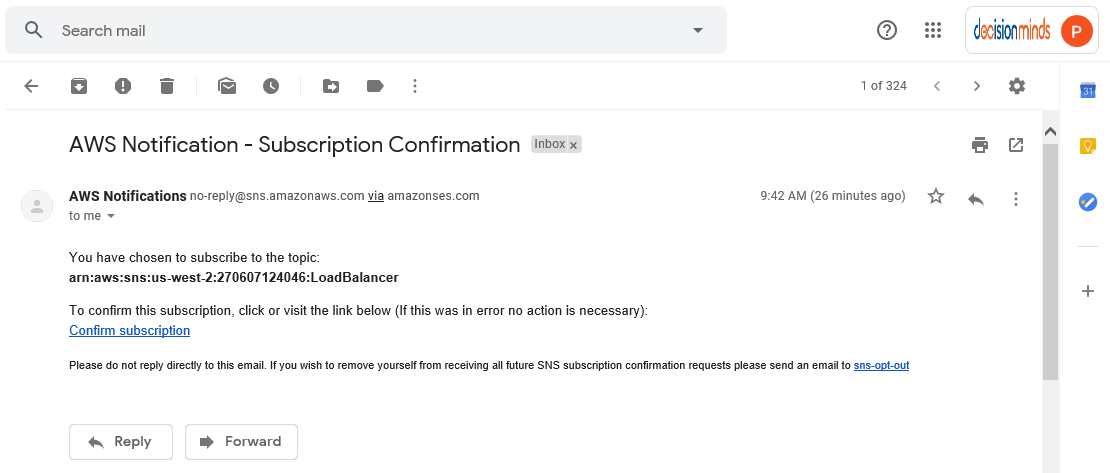 Search mail
decisionminds
P
1 of 324
31
AWS Notification - Subscription Confirmation
Inbox x
AWS Notifications no-reply@sns.amazonaws.com via amazonses.com
9:42 AM (26 minutes ago)
to me
You have chosen to subscribe to the topic:
arn:aws:sns:us-west-2:270607124046:LoadBalancer
To confirm this subscription, click or visit the link below (If this was in error no action is necessary):
Confirm subscription
Please do not reply directly to this email. If you wish to remove yourself from receiving all future SNS subscription confirmation requests please send an email to sns-opt-out
Reply
Forward